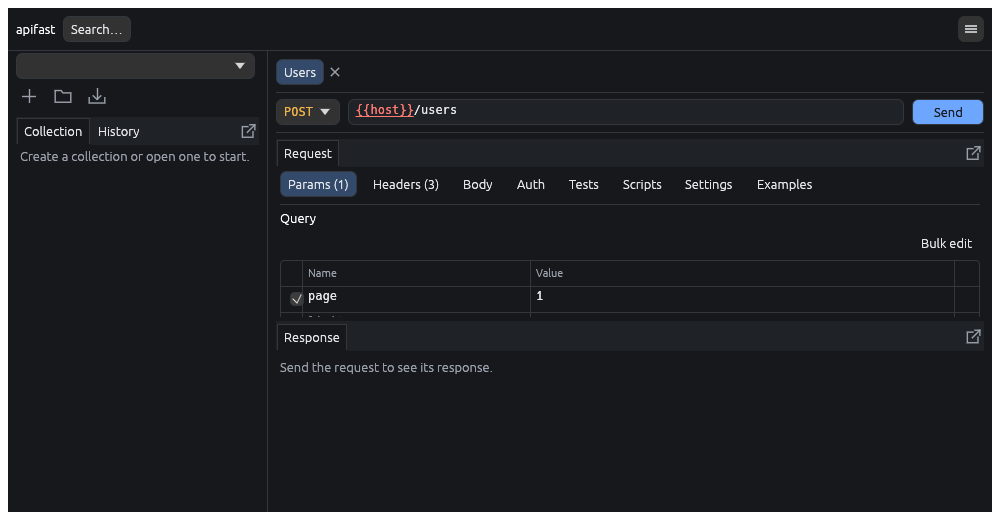 apifast
Search…
Users
POST
{{host}}/users
Send
Collection
History
Create a collection or open one to start.
Request
Params (1)
Headers (3)
Body
Auth
Tests
Scripts
Settings
Examples
Query
Bulk edit
Name
Value
page
1
Response
Send the request to see its response.